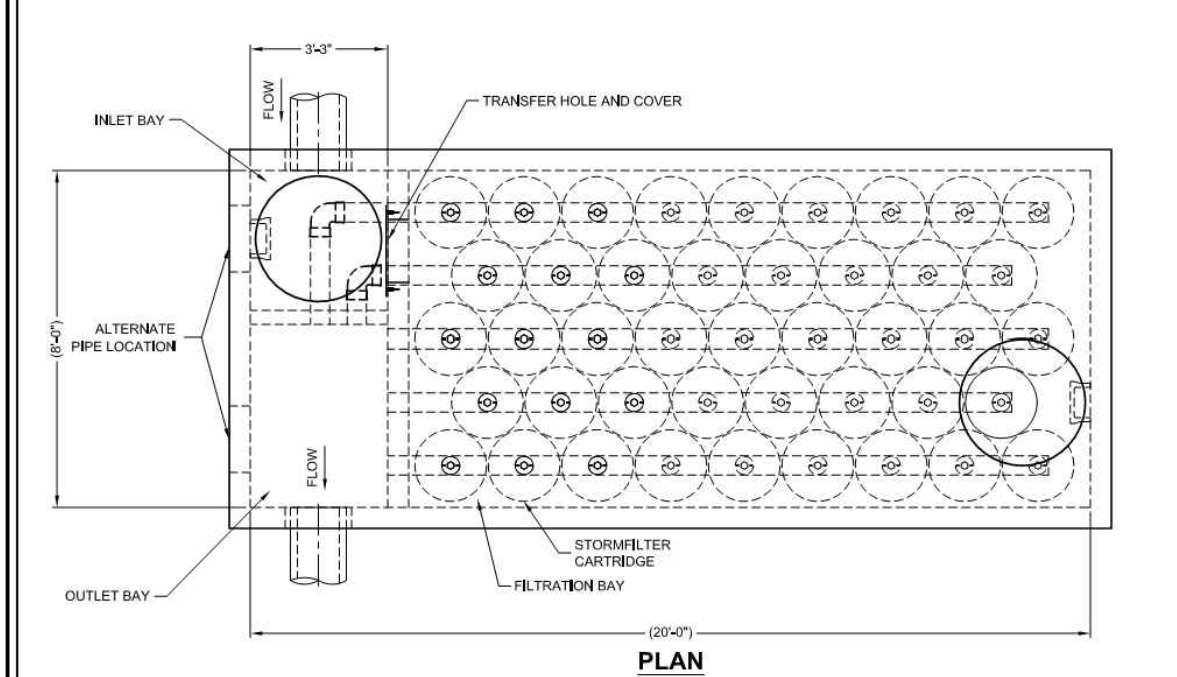 3'-3"
FLOW
TRANSFER HOLE AND COVER
INLET BAY
(8'-0")
ALTERNATE
PIPE LOCATION
FLOW
STORMFILTER
CARTRIDGE
FILTRATION BAY
OUTLET BAY
(20'-0")
PLAN